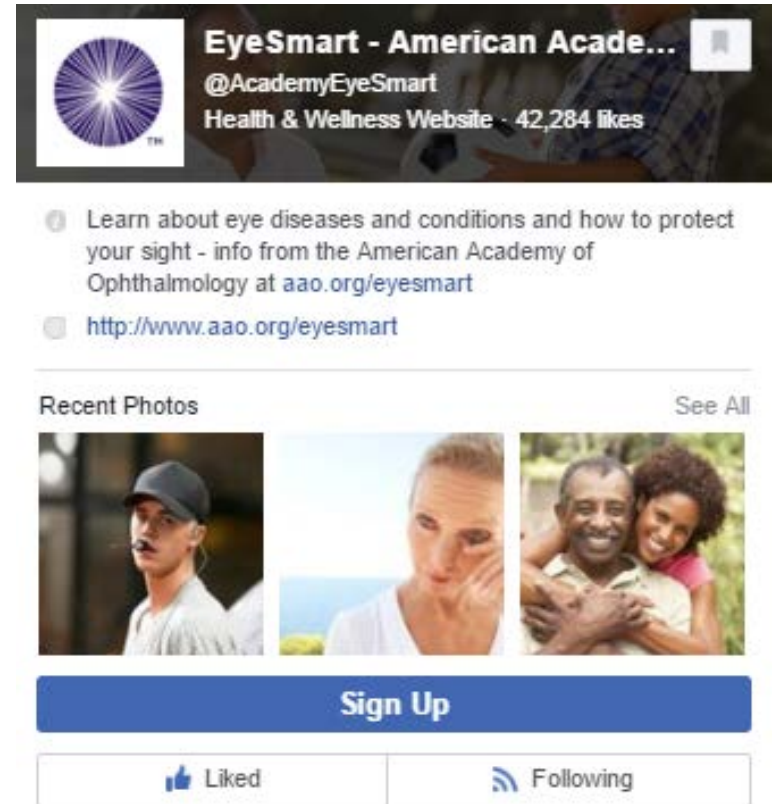 EyeSmart - American Acade...
@AcademyEyeSmart
Health & Wellness Website · 42,284 likes
TM
Learn about eye diseases and conditions and how to protect
your sight - info from the American Academy of
Ophthalmology at aao.org/eyesmart
http://www.aao.org/eyesmart
Recent Photos
See All
Sign Up
Liked
Following